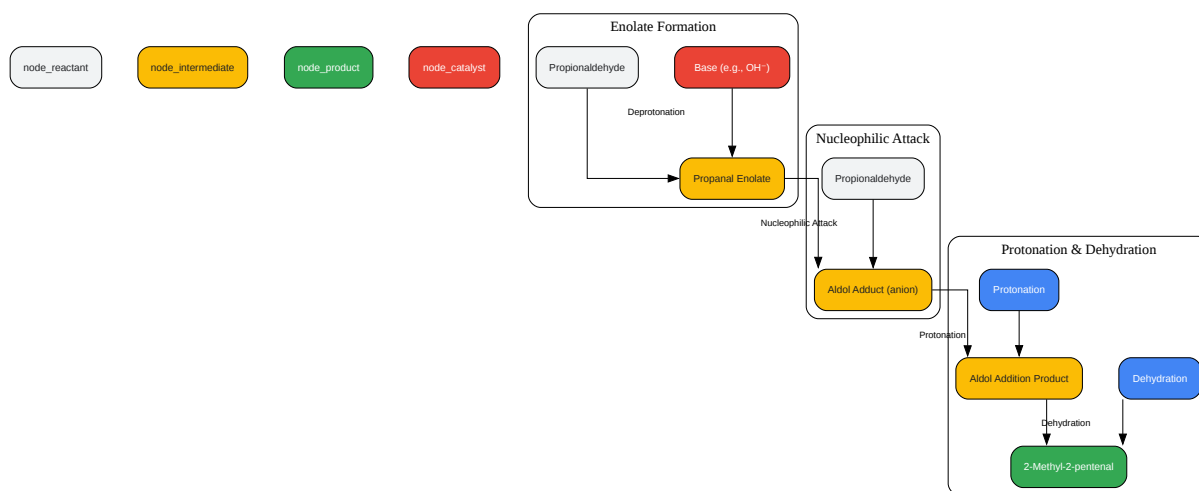 Enolate Formation
node_reactant
node_intermediate
node_product
node_catalyst
Propionaldehyde
Base (e.g., OH⁻)
Deprotonation
Nucleophilic Attack
Propanal Enolate
Propionaldehyde
Nucleophilic Attack
Protonation & Dehydration
Aldol Adduct (anion)
Protonation
Protonation
Aldol Addition Product
Dehydration
Dehydration
2-Methyl-2-pentenal